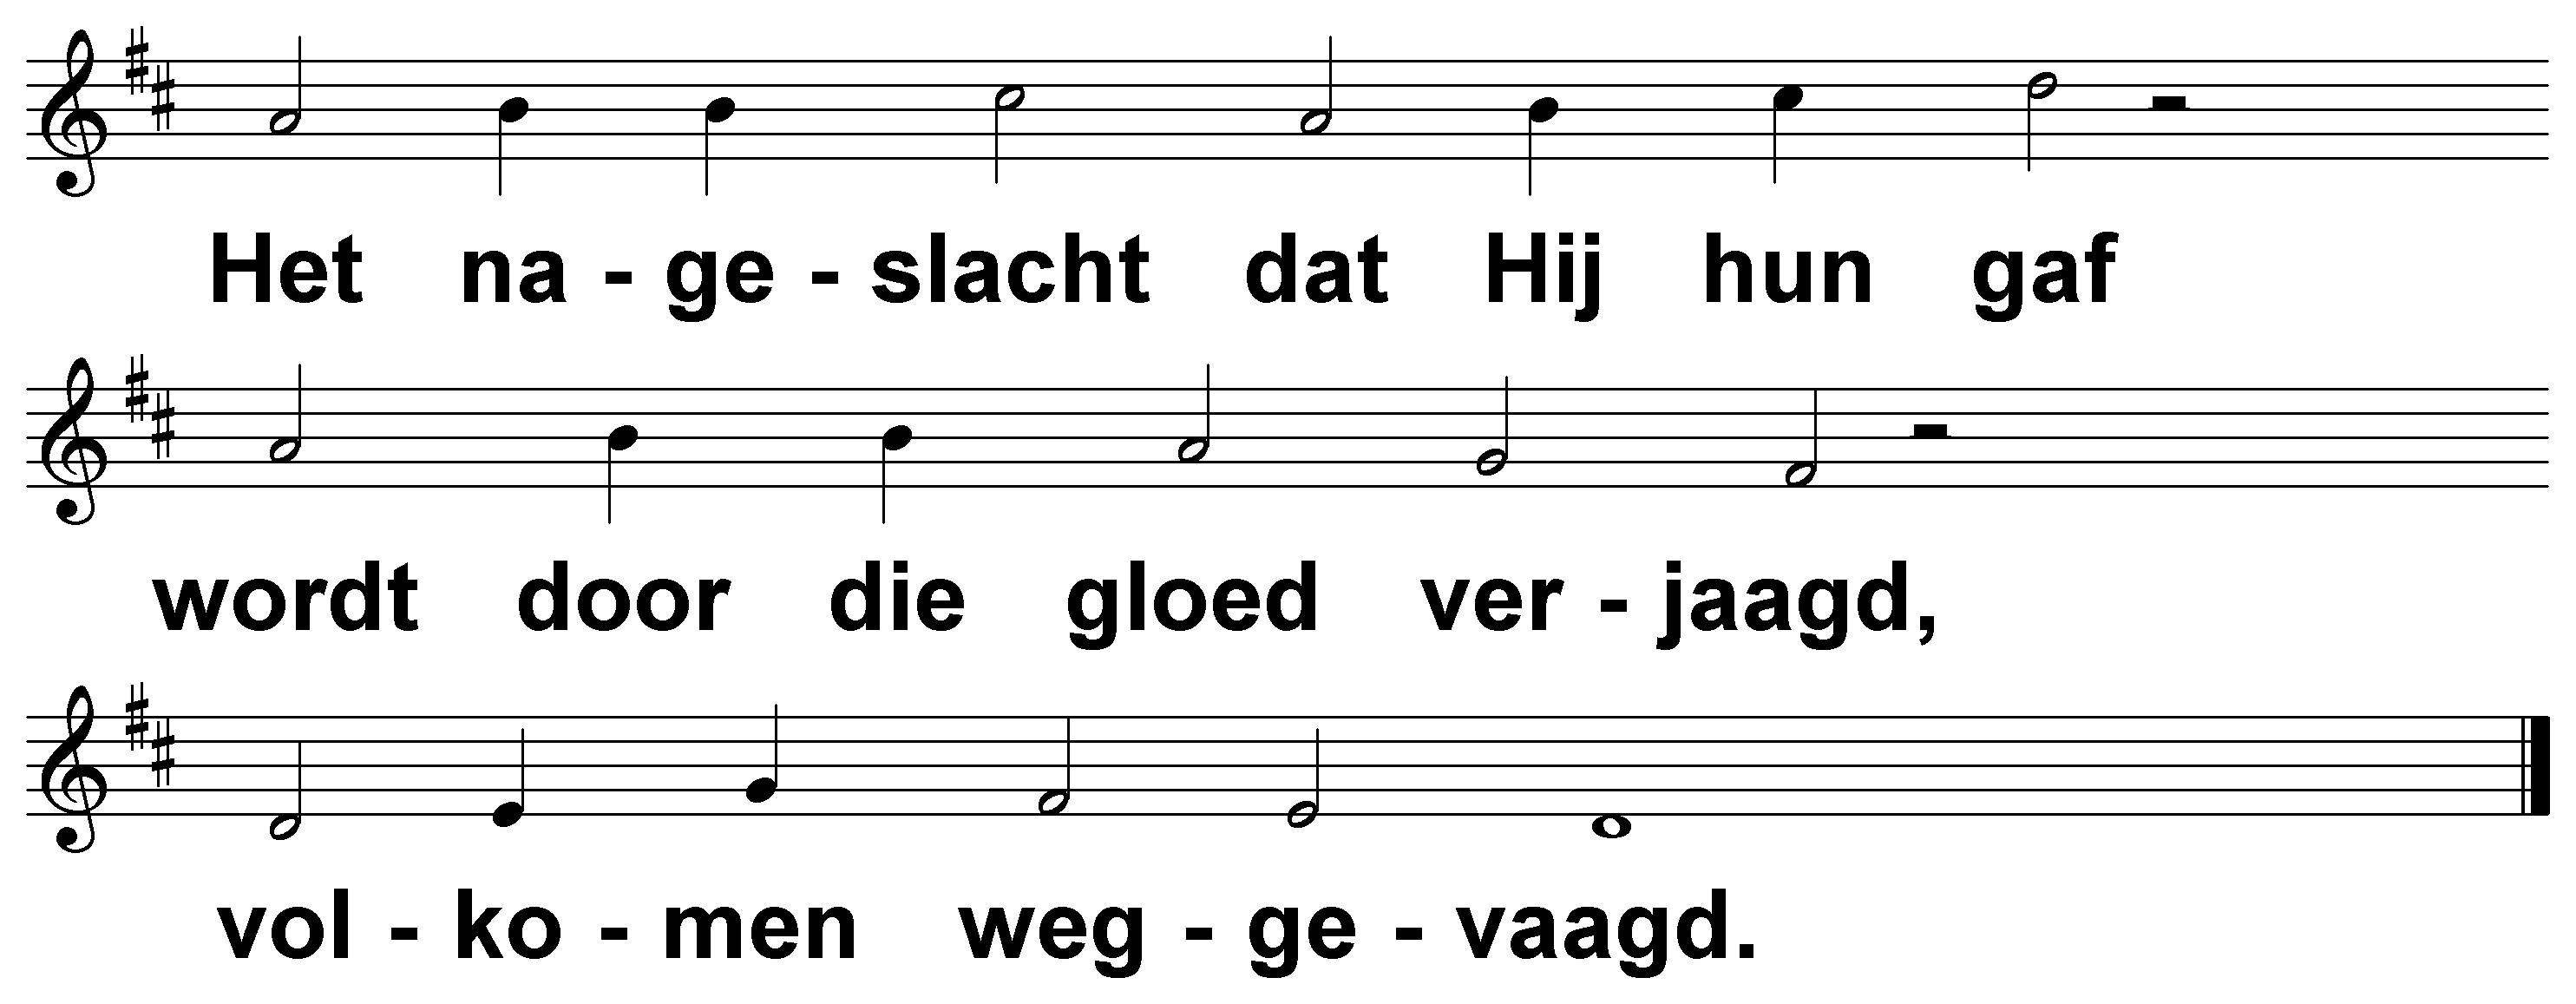 Het na - ge - slacht dat Hij hun gaf
wordt door die gloed ver - jaagd,
vol - ko - men weg - ge - vaagd.